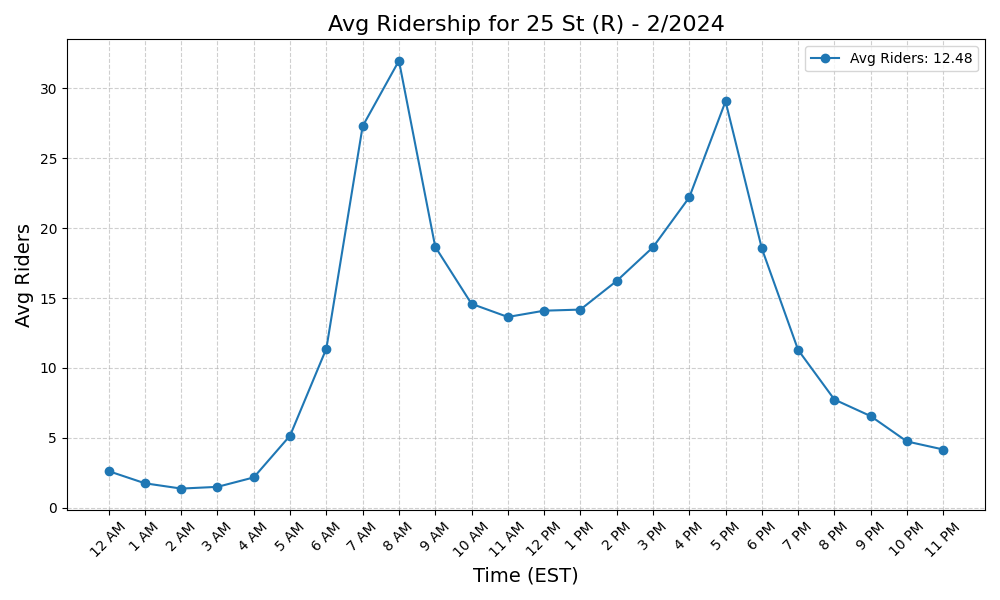 Avg Ridership for 25 St (R) - 2/2024
Avg Riders: 12.48
Avg Riders
30
25
20
15
10
5
0
12 AM
1 AM
2 AM
3 AM
4 AM
5 AM
6 AM
7 AM
8 AM
9 AM
10 AM
11 AM
12 PM
1 PM
2 PM
3 PM
4 PM
5 PM
6 PM
7 PM
8 PM
9 PM
10 PM
11 PM
Time (EST)